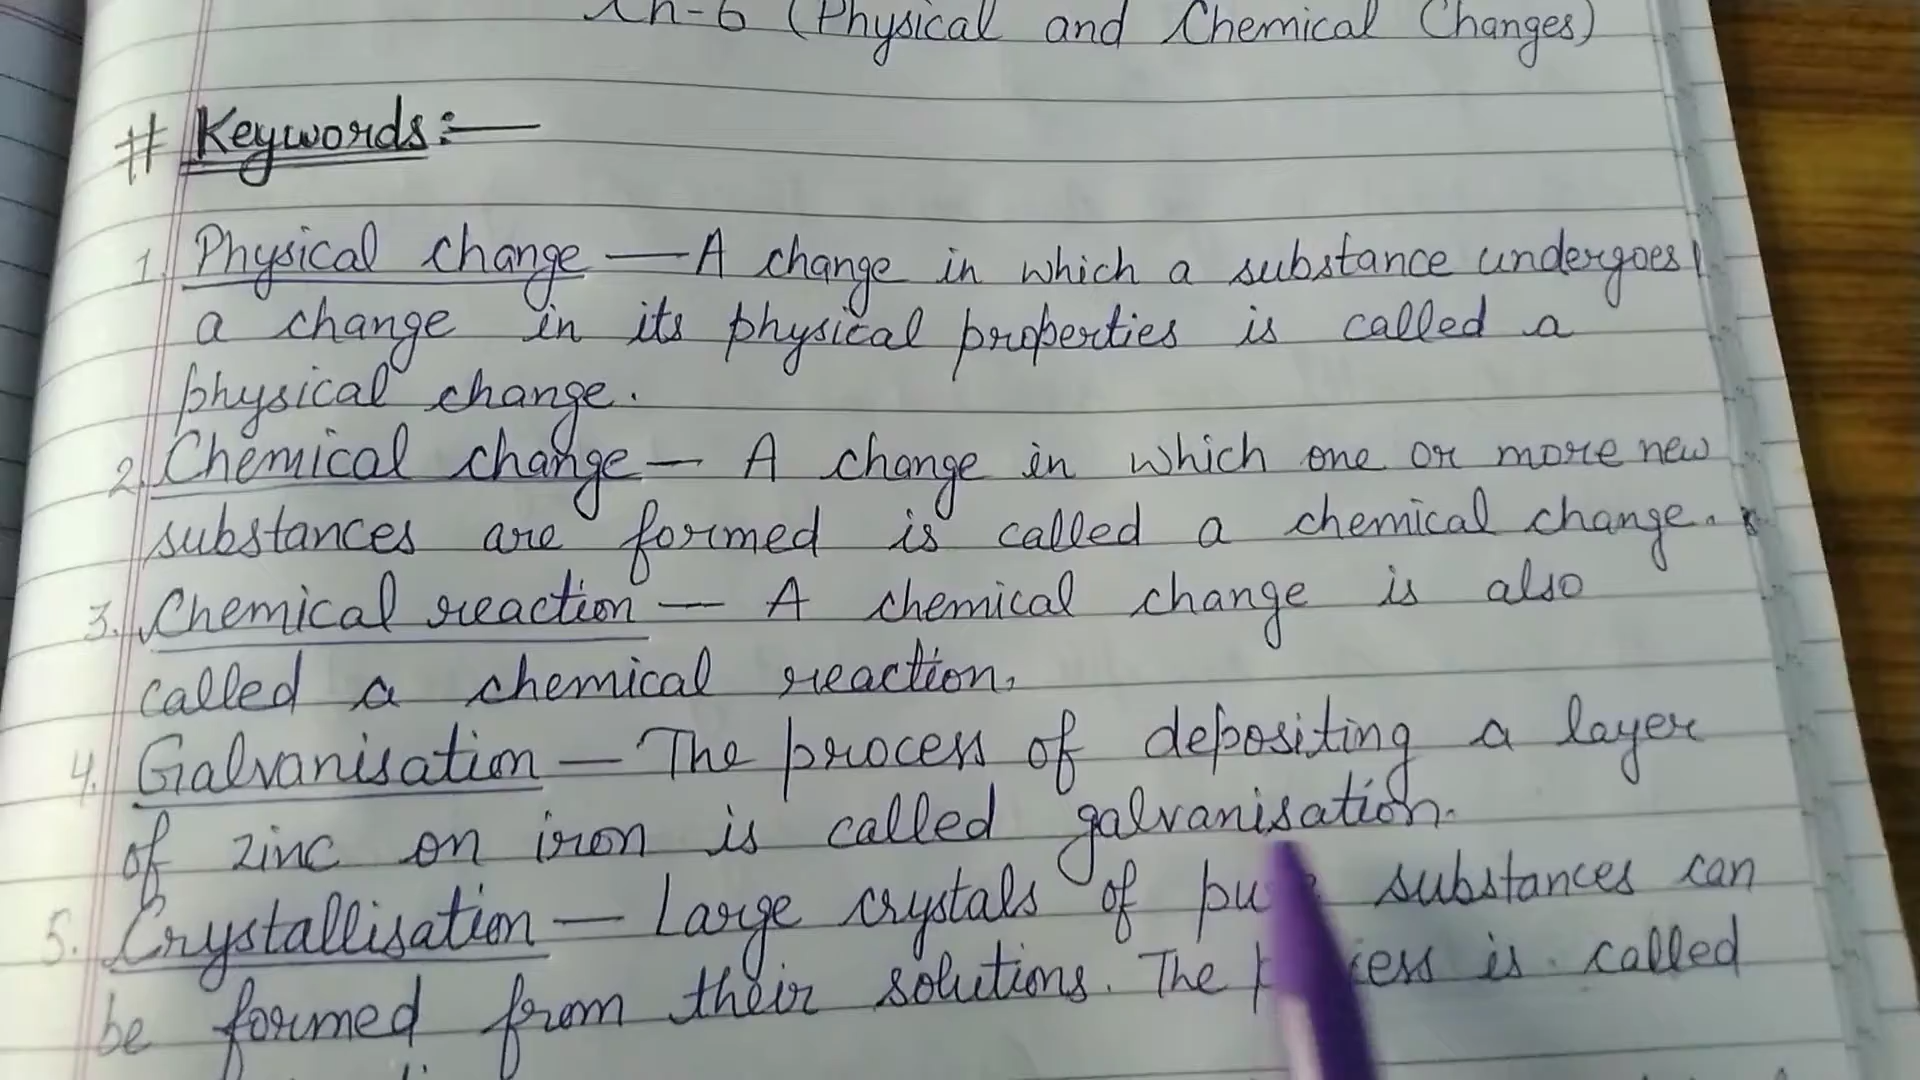 Ch-6 (Physical and Chemical Changes)
# Keywords:—
1. Physical change — A change in which a substance undergoes
a change in its physical properties is called a
physical change.
2. Chemical change — A change in which one or more new
substances are formed is called a chemical change.
3. Chemical reaction — A chemical change is also
called a chemical reaction.
4. Galvanisation — The process of depositing a layer
of zinc on iron is called galvanisation.
5. Crystallisation — Large crystals of substances can
be formed from their solutions. The is called